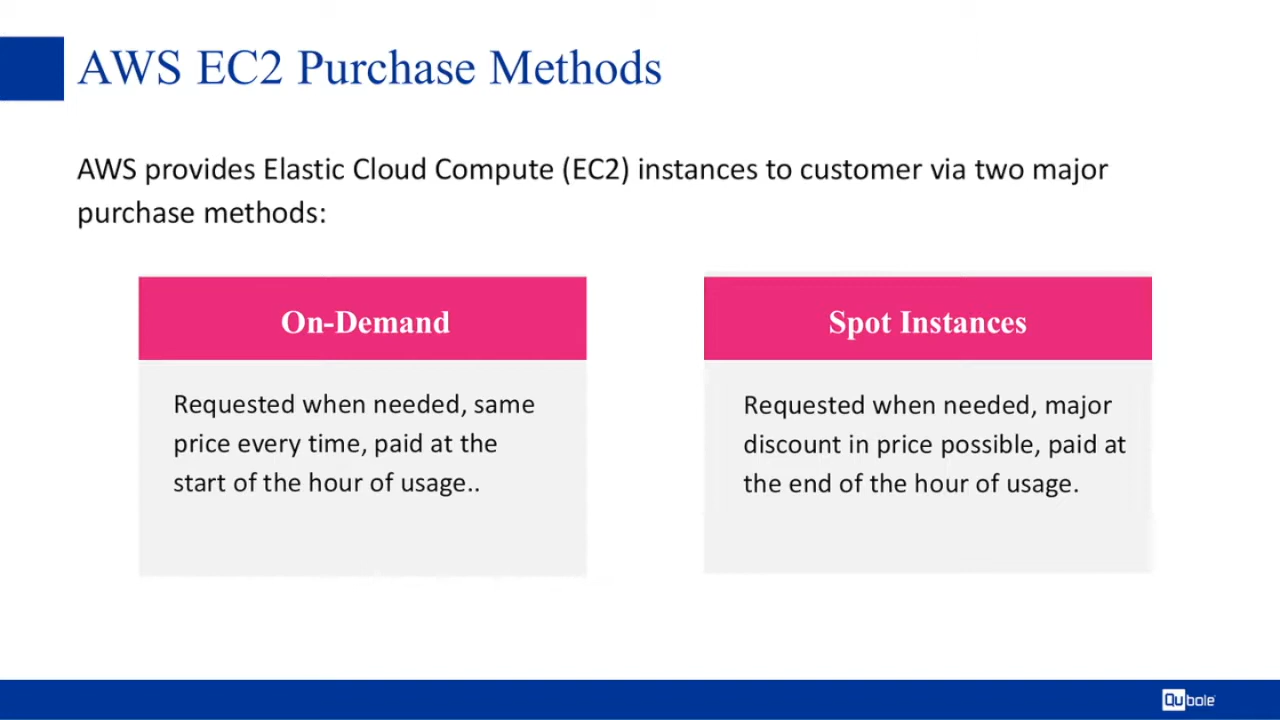 AWS EC2 Purchase Methods
AWS provides Elastic Cloud Compute (EC2) instances to customer via two major
purchase methods:
On-Demand
Requested when needed, same
price every time, paid at the
start of the hour of usage..
Spot Instances
Requested when needed, major
discount in price possible, paid at
the end of the hour of usage.
Qubole